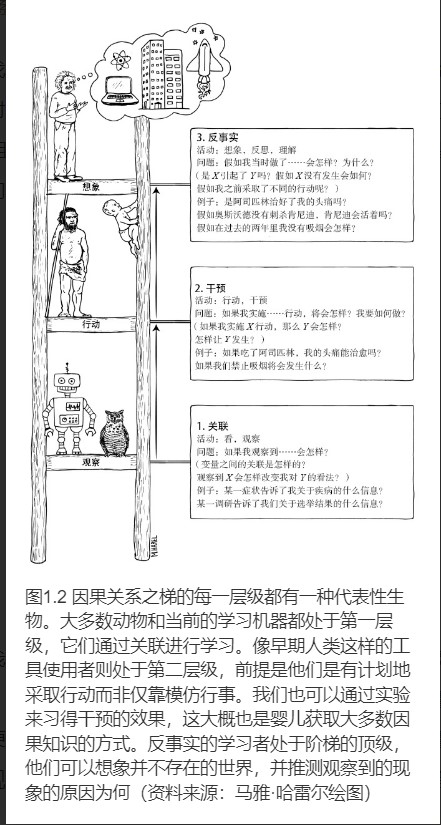 3. 反事实
活动：想象，反思，理解
问题：假如我当时做了……会怎样？为什么？
（是X引起了Y吗？假如X没有发生会如何？
假如我之前采取了不同的行动呢？）
例子：是阿司匹林治好了我的头痛吗？
假如奥斯沃德没有刺杀肯尼迪，肯尼迪会活着吗？
假如在过去的两年里我没有吸烟会怎样？
想象
2. 干预
活动：行动，干预
问题：如果我实施……行动，将会怎样？我要如何做？
（如果我实施X行动，那么Y会怎样？
怎样让Y发生？）
例子：如果吃了阿司匹林，我的头痛能治愈吗？
如果我们禁止吸烟将会发生什么？
行动
1. 关联
活动：看，观察
问题：如果我观察到……会怎样？
（变量之间的关联是怎样的？
观察到X会怎样改变我对Y的看法？）
例子：某一症状告诉了我关于疾病的什么信息？
某一调研告诉了我们关于选举结果的什么信息？
观察
图1.2 因果关系之梯的每一层级都有一种代表性生
物。大多数动物和当前的学习机器都处于第一层
级，它们通过关联进行学习。像早期人类这样的工
具使用者则处于第二层级，前提是他们是有计划地
采取行动而非仅靠模仿行事。我们也可以通过实验
来习得干预的效果，这大概也是婴儿获取大多数因
果知识的方式。反事实的学习者处于阶梯的顶级，
他们可以想象并不存在的世界，并推测观察到的现
象的原因为何（资料来源：马雅·哈雷尔绘图）